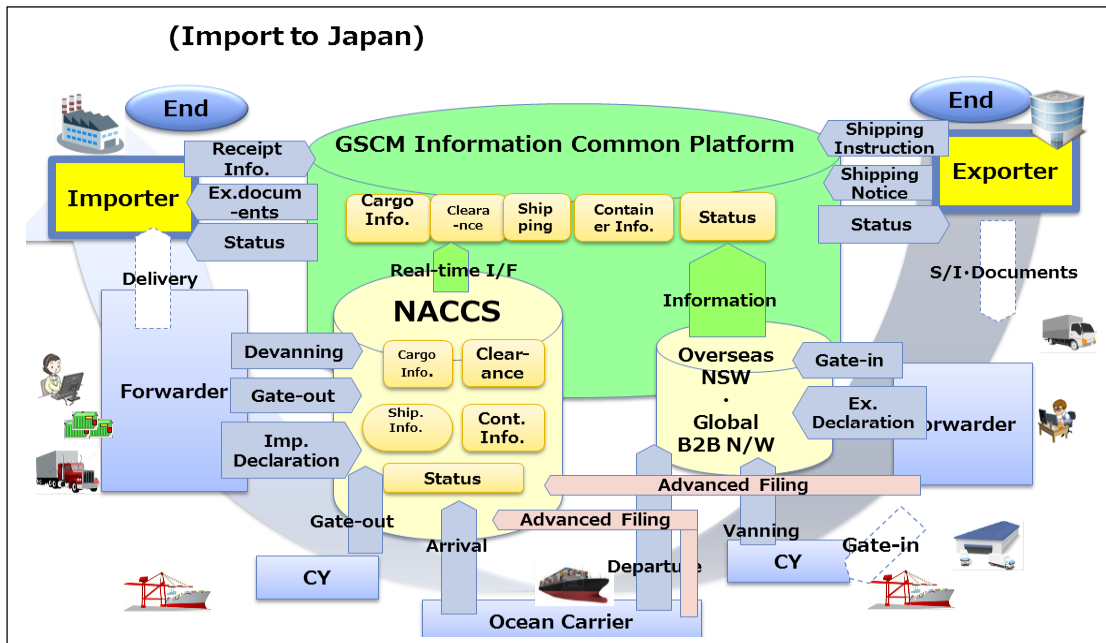 (Import to Japan)
End
End
GSCM Information Common Platform
Receipt
Info.
Importer
Ex.docum
-ents
Status
Shipping
Instruction
Shipping
Notice
Status
Exporter
Cargo
Info.
Cleara
-nce
Ship
ping
Contain
er Info.
Status
Delivery
Real-time I/F
Information
S/I・Documents
NACCS
Forwarder
Devanning
Gate-out
Imp.
Declaration
Cargo
Info.
Clear-
ance
Ship.
Info.
Cont.
Info.
Status
Overseas
NSW
・
Global
B2B N/W
Gate-in
Ex.
Declaration
orwarder
Advanced Filing
Advanced Filing
Gate-out
Arrival
Departure
Vanning
Gate-in
CY
CY
Ocean Carrier